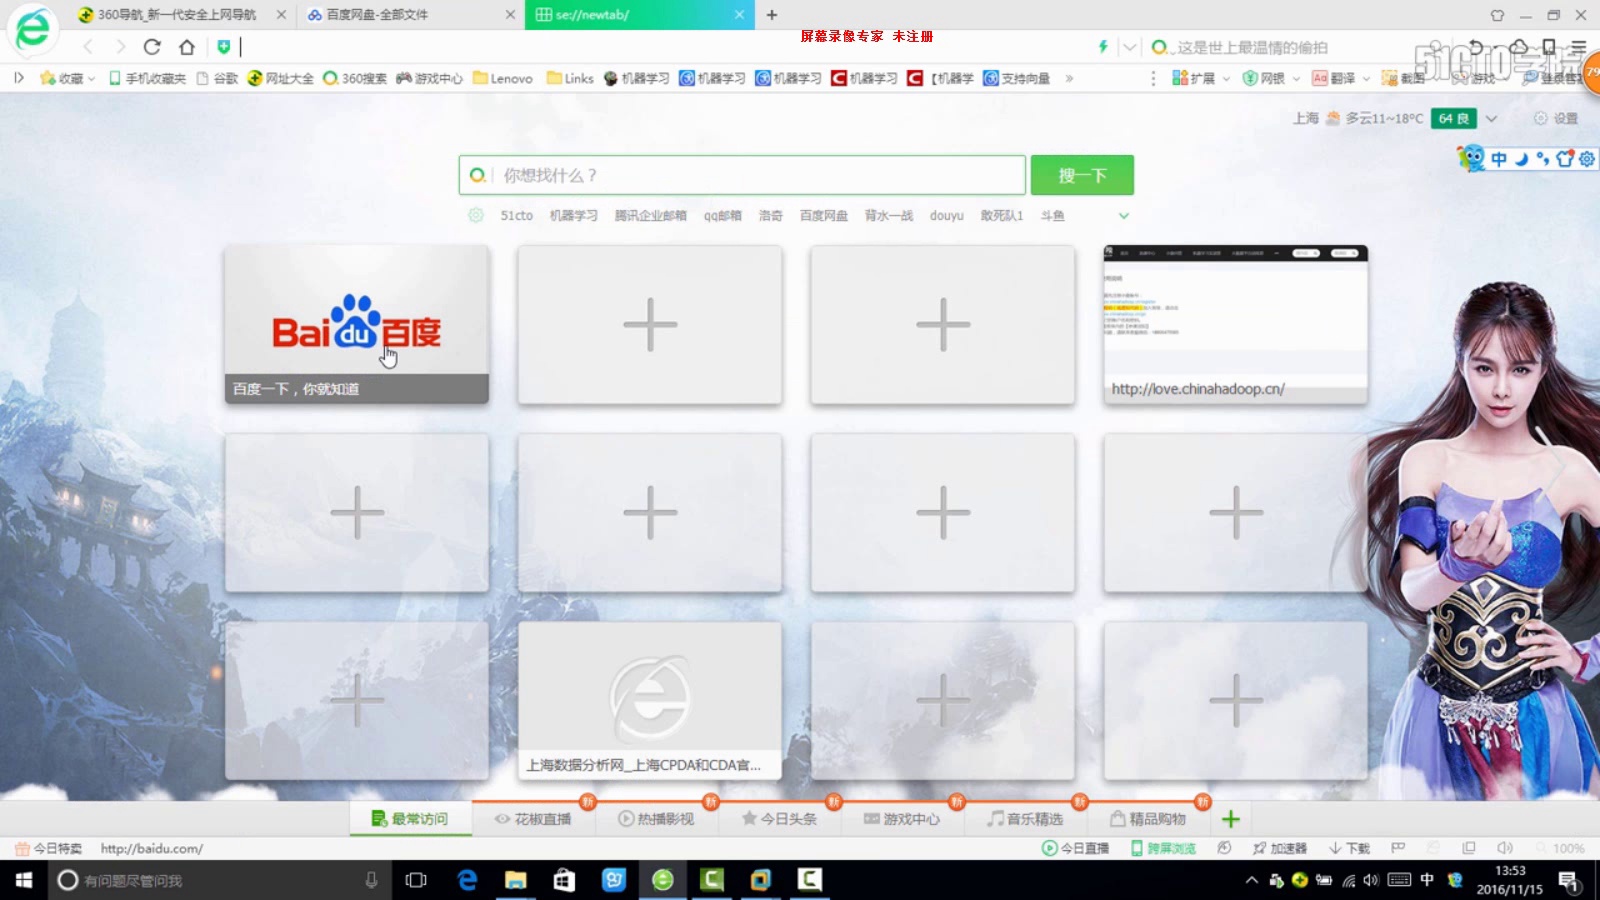 360导航_新一代安全上网导航
百度网盘-全部文件
se://newtab/
屏幕录像专家 未注册
这是世上最温情的偷拍
51CTO学院
收藏
手机收藏夹
谷歌
网址大全
360搜索
游戏中心
Lenovo
Links
机器学习
机器学习
机器学习
机器学习
【机器学
支持向量
»
扩展
网银
翻译
截图
游戏
79
上海
多云11~18℃
64 良
设置
中
你想找什么？
搜一下
51cto
机器学习
腾讯企业邮箱
qq邮箱
洛奇
百度网盘
背水一战
douyu
敢死队1
斗鱼
Bai du 百度
百度一下，你就知道
http://love.chinahadoop.cn/
上海数据分析网_上海CPDA和CDA官...
最常访问
花椒直播
新
热播影视
新
今日头条
新
游戏中心
新
音乐精选
新
精品购物
新
今日特卖
http://baidu.com/
今日直播
跨屏浏览
加速器
下载
100%
有问题尽管问我
中
13:53
2016/11/15
1